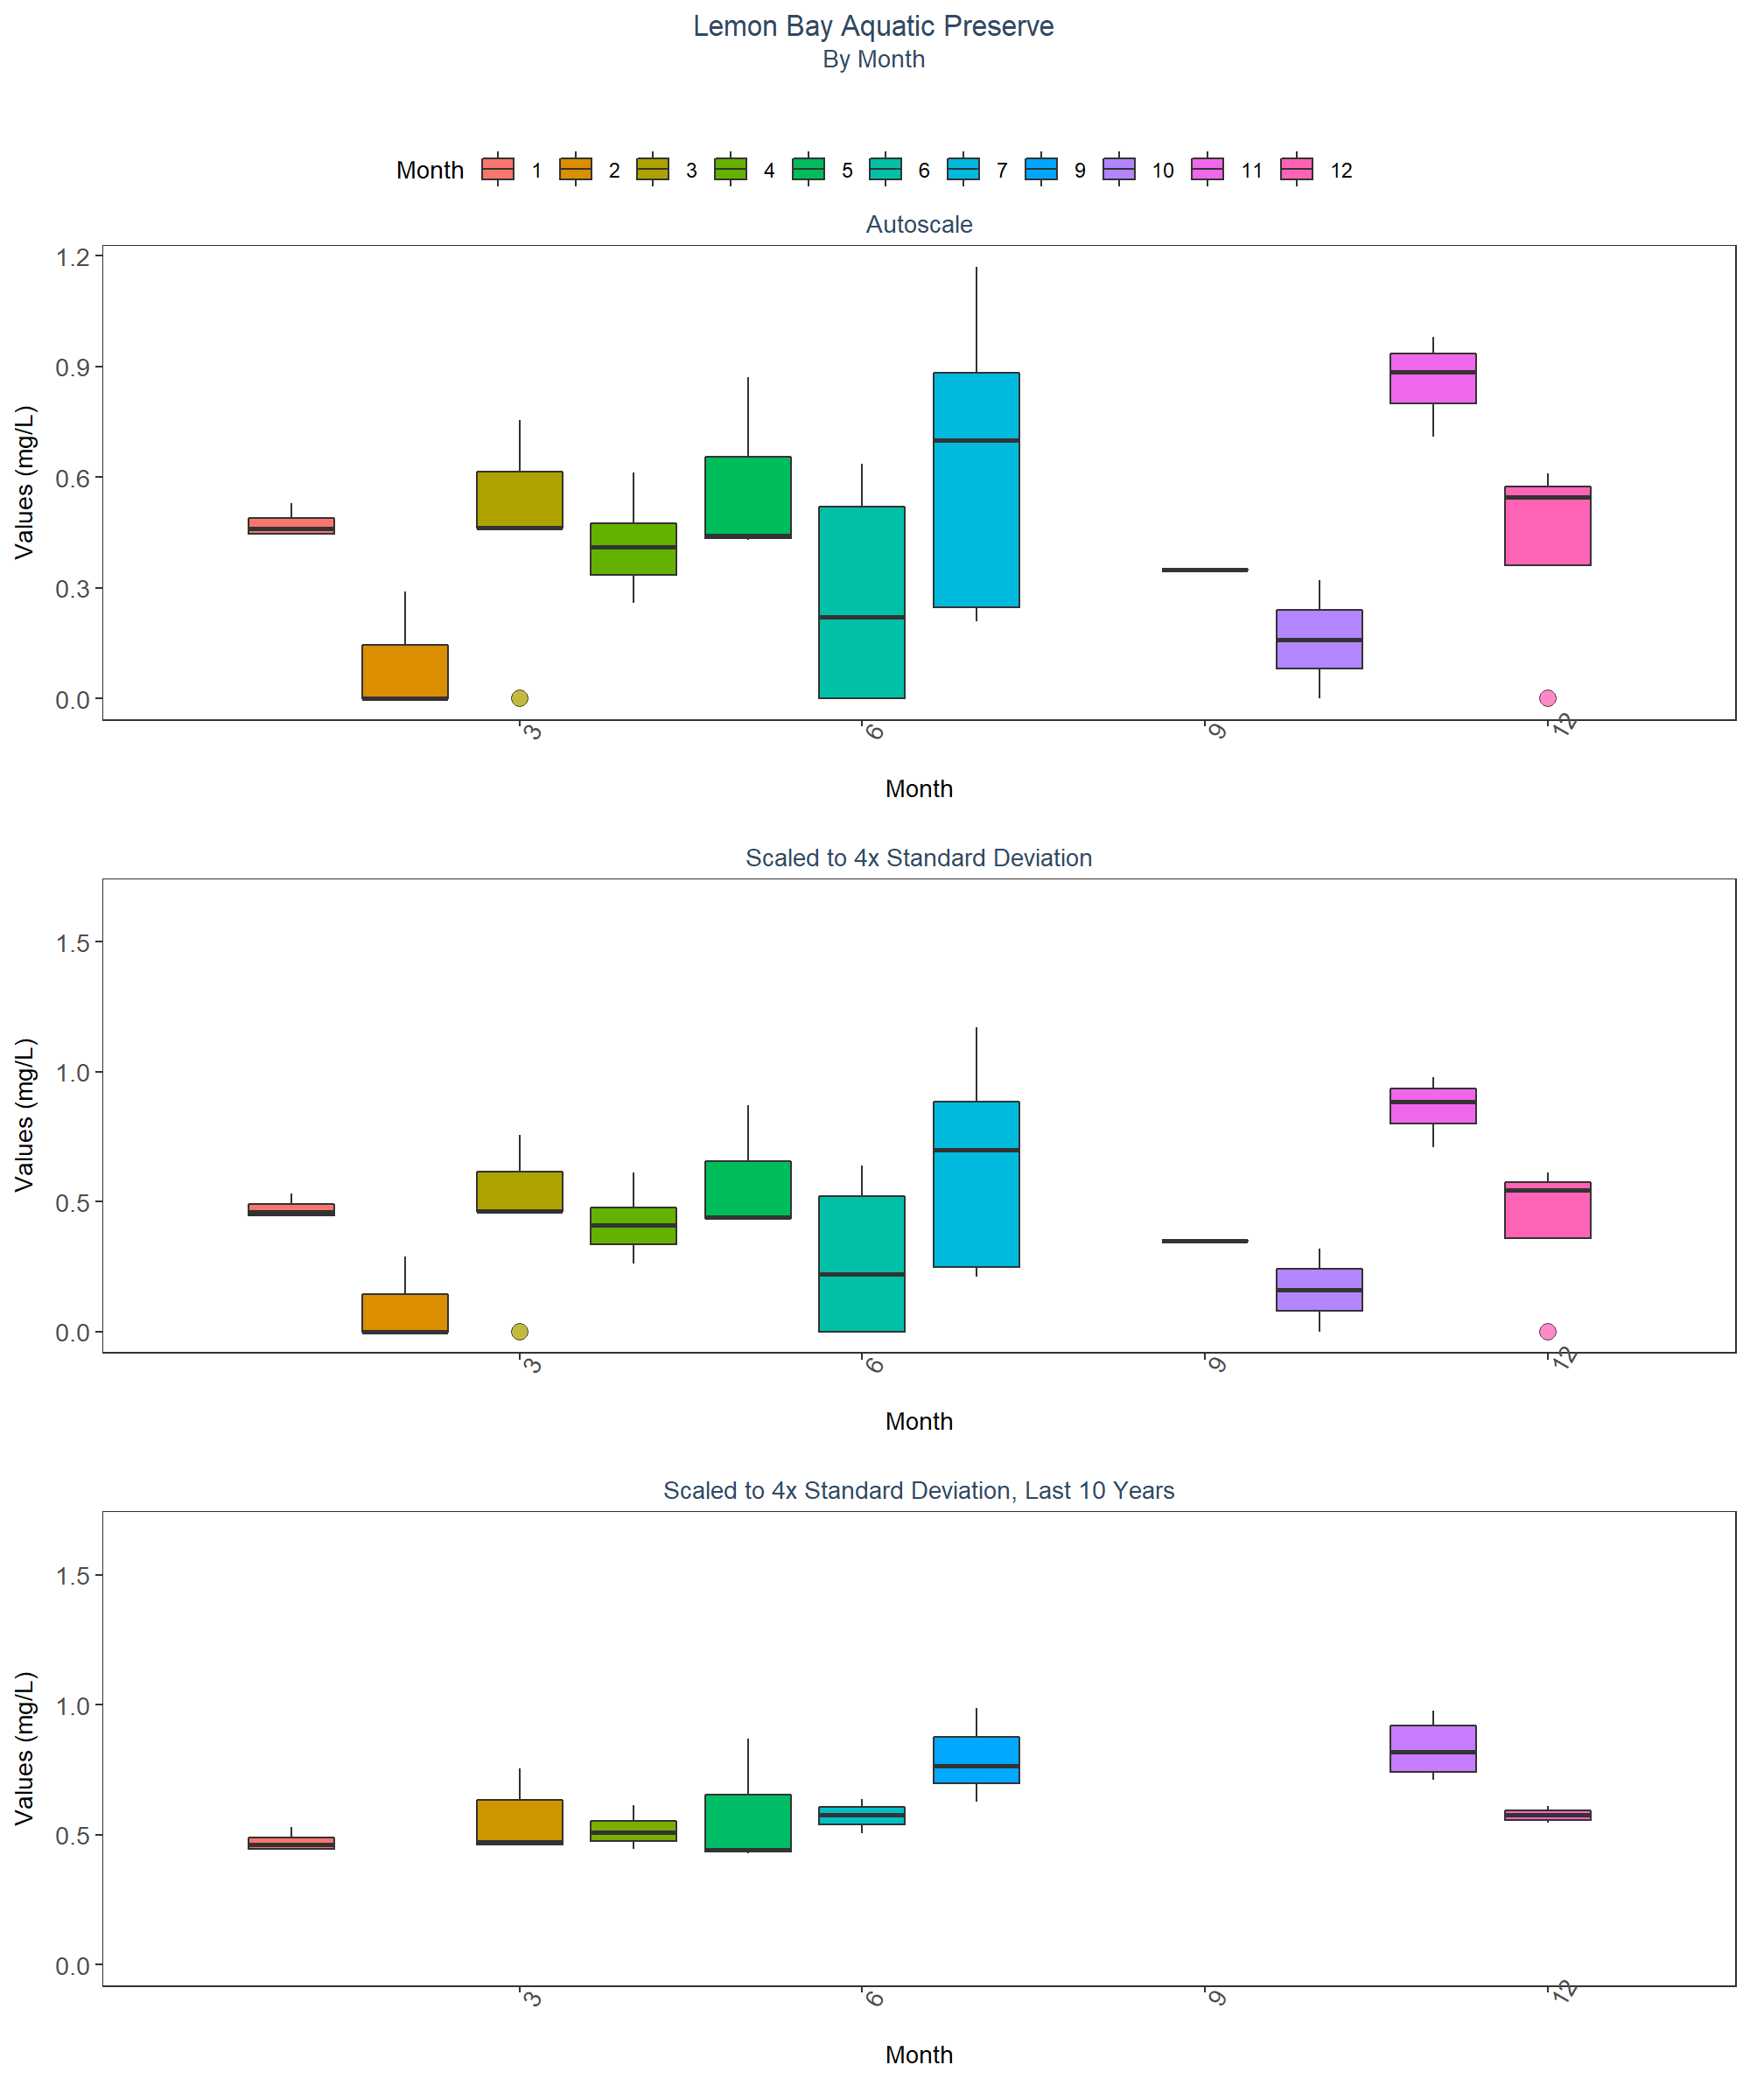 Lemon Bay Aquatic Preserve
By Month
Month 1 2 3 4 5 6 7 9 10 11 12
Autoscale
Values (mg/L)
1.2
0.9
0.6
0.3
0.0
3 6 9 12
Month
Scaled to 4x Standard Deviation
Values (mg/L)
1.5
1.0
0.5
0.0
3 6 9 12
Month
Scaled to 4x Standard Deviation, Last 10 Years
Values (mg/L)
1.5
1.0
0.5
0.0
3 6 9 12
Month